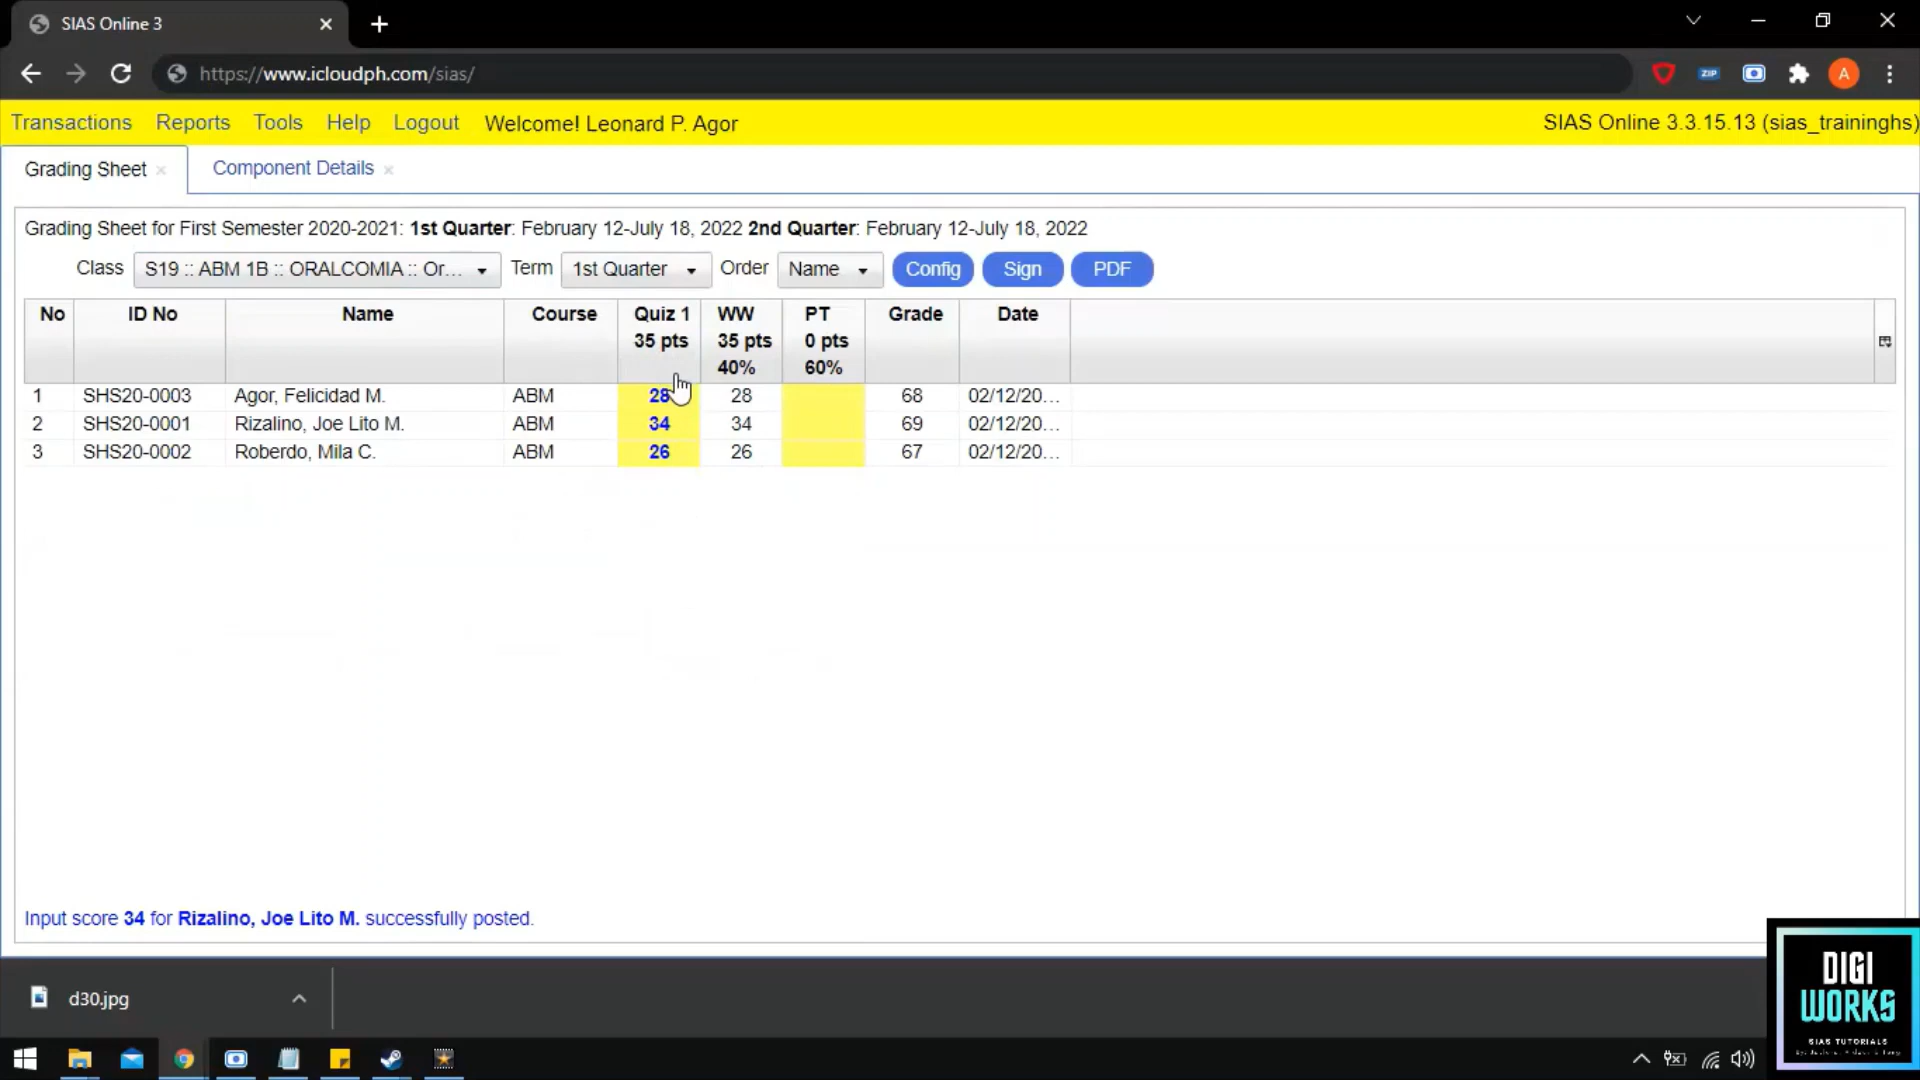 SIAS Online 3
https://www.icloudph.com/sias/
ZIP
A
Transactions Reports Tools Help Logout Welcome! Leonard P. Agor SIAS Online 3.3.15.13 (sias_traininghs)
Grading Sheet Component Details
Grading Sheet for First Semester 2020-2021: 1st Quarter: February 12-July 18, 2022 2nd Quarter: February 12-July 18, 2022
Class S19 :: ABM 1B :: ORALCOMIA :: Or... Term 1st Quarter Order Name Config Sign PDF
No ID No Name Course Quiz 1 WW PT Grade Date
35 pts 35 pts 0 pts
40% 60%
1 SHS20-0003 Agor, Felicidad M. ABM 28 28 68 02/12/20...
2 SHS20-0001 Rizalino, Joe Lito M. ABM 34 34 69 02/12/20...
3 SHS20-0002 Roberdo, Mila C. ABM 26 26 67 02/12/20...
Input score 34 for Rizalino, Joe Lito M. successfully posted.
d30.jpg
DIGI
WORKS
SIAS TUTORIALS